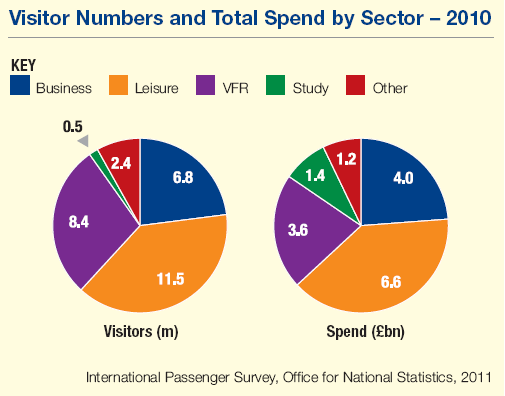 Visitor Numbers and Total Spend by Sector – 2010
KEY
Business Leisure VFR Study Other
0.5
2.4
6.8
8.4
11.5
Visitors (m)
1.2
1.4
4.0
3.6
6.6
Spend (£bn)
International Passenger Survey, Office for National Statistics, 2011